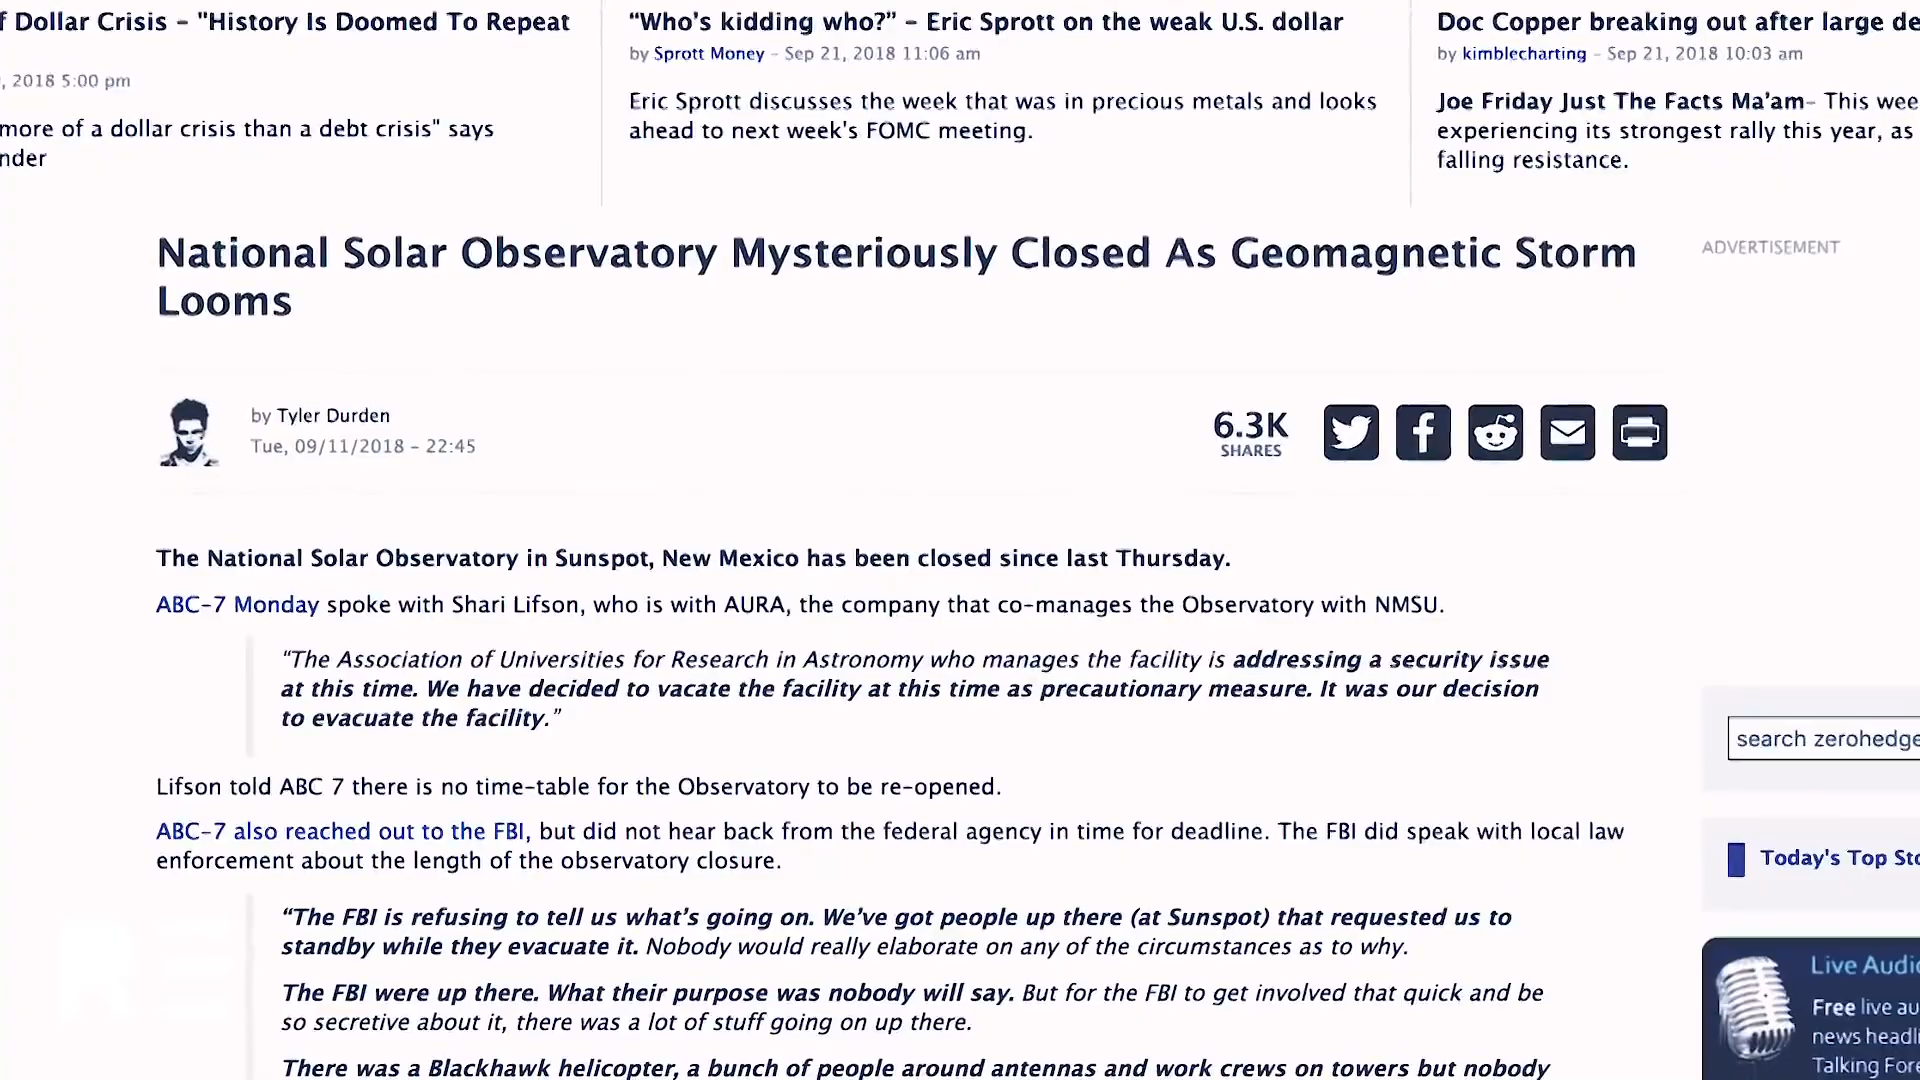 f Dollar Crisis – "History Is Doomed To Repeat
, 2018 5:00 pm
more of a dollar crisis than a debt crisis" says
nder
“Who’s kidding who?” – Eric Sprott on the weak U.S. dollar
by Sprott Money – Sep 21, 2018 11:06 am
Eric Sprott discusses the week that was in precious metals and looks
ahead to next week's FOMC meeting.
Doc Copper breaking out after large de
by kimblecharting – Sep 21, 2018 10:03 am
Joe Friday Just The Facts Ma’am– This wee
experiencing its strongest rally this year, as
falling resistance.
National Solar Observatory Mysteriously Closed As Geomagnetic Storm
Looms
ADVERTISEMENT
by Tyler Durden
Tue, 09/11/2018 – 22:45
6.3K
SHARES
The National Solar Observatory in Sunspot, New Mexico has been closed since last Thursday.
ABC–7 Monday spoke with Shari Lifson, who is with AURA, the company that co–manages the Observatory with NMSU.
“The Association of Universities for Research in Astronomy who manages the facility is addressing a security issue
at this time. We have decided to vacate the facility at this time as precautionary measure. It was our decision
to evacuate the facility.”
Lifson told ABC 7 there is no time–table for the Observatory to be re–opened.
ABC–7 also reached out to the FBI, but did not hear back from the federal agency in time for deadline. The FBI did speak with local law
enforcement about the length of the observatory closure.
“The FBI is refusing to tell us what’s going on. We’ve got people up there (at Sunspot) that requested us to
standby while they evacuate it. Nobody would really elaborate on any of the circumstances as to why.
The FBI were up there. What their purpose was nobody will say. But for the FBI to get involved that quick and be
so secretive about it, there was a lot of stuff going on up there.
There was a Blackhawk helicopter, a bunch of people around antennas and work crews on towers but nobody
search zerohedge
Today's Top Sto
Live Audio
Free live au
news headli
Talking Fore